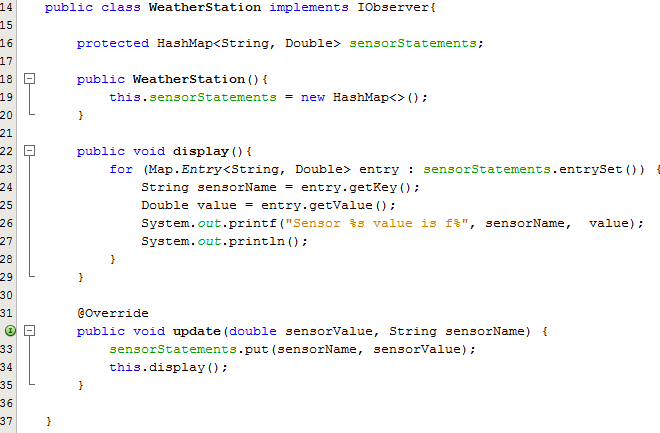 14 public class WeatherStation implements IObserver{
15
16 protected HashMap<String, Double> sensorStatements;
17
18 public WeatherStation(){
19 this.sensorStatements = new HashMap<>();
20 }
21
22 public void display(){
23 for (Map.Entry<String, Double> entry : sensorStatements.entrySet()) {
24 String sensorName = entry.getKey();
25 Double value = entry.getValue();
26 System.out.printf("Sensor %s value is f%", sensorName,  value);
27 System.out.println();
28 }
29 }
30
31 @Override
public void update(double sensorValue, String sensorName) {
33 sensorStatements.put(sensorName, sensorValue);
34 this.display();
35 }
36
37 }